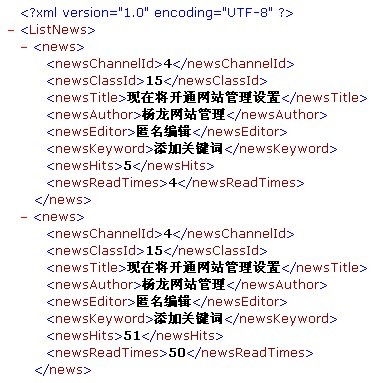 <?xml version="1.0" encoding="UTF-8" ?>
- <ListNews>
- <news>
<newsChannelId>4</newsChannelId>
<newsClassId>15</newsClassId>
<newsTitle>现在将开通网站管理设置</newsTitle>
<newsAuthor>杨龙网站管理</newsAuthor>
<newsEditor>匿名编辑</newsEditor>
<newsKeyword>添加关键词</newsKeyword>
<newsHits>5</newsHits>
<newsReadTimes>4</newsReadTimes>
</news>
- <news>
<newsChannelId>4</newsChannelId>
<newsClassId>15</newsClassId>
<newsTitle>现在将开通网站管理设置</newsTitle>
<newsAuthor>杨龙网站管理</newsAuthor>
<newsEditor>匿名编辑</newsEditor>
<newsKeyword>添加关键词</newsKeyword>
<newsHits>51</newsHits>
<newsReadTimes>50</newsReadTimes>
</news>